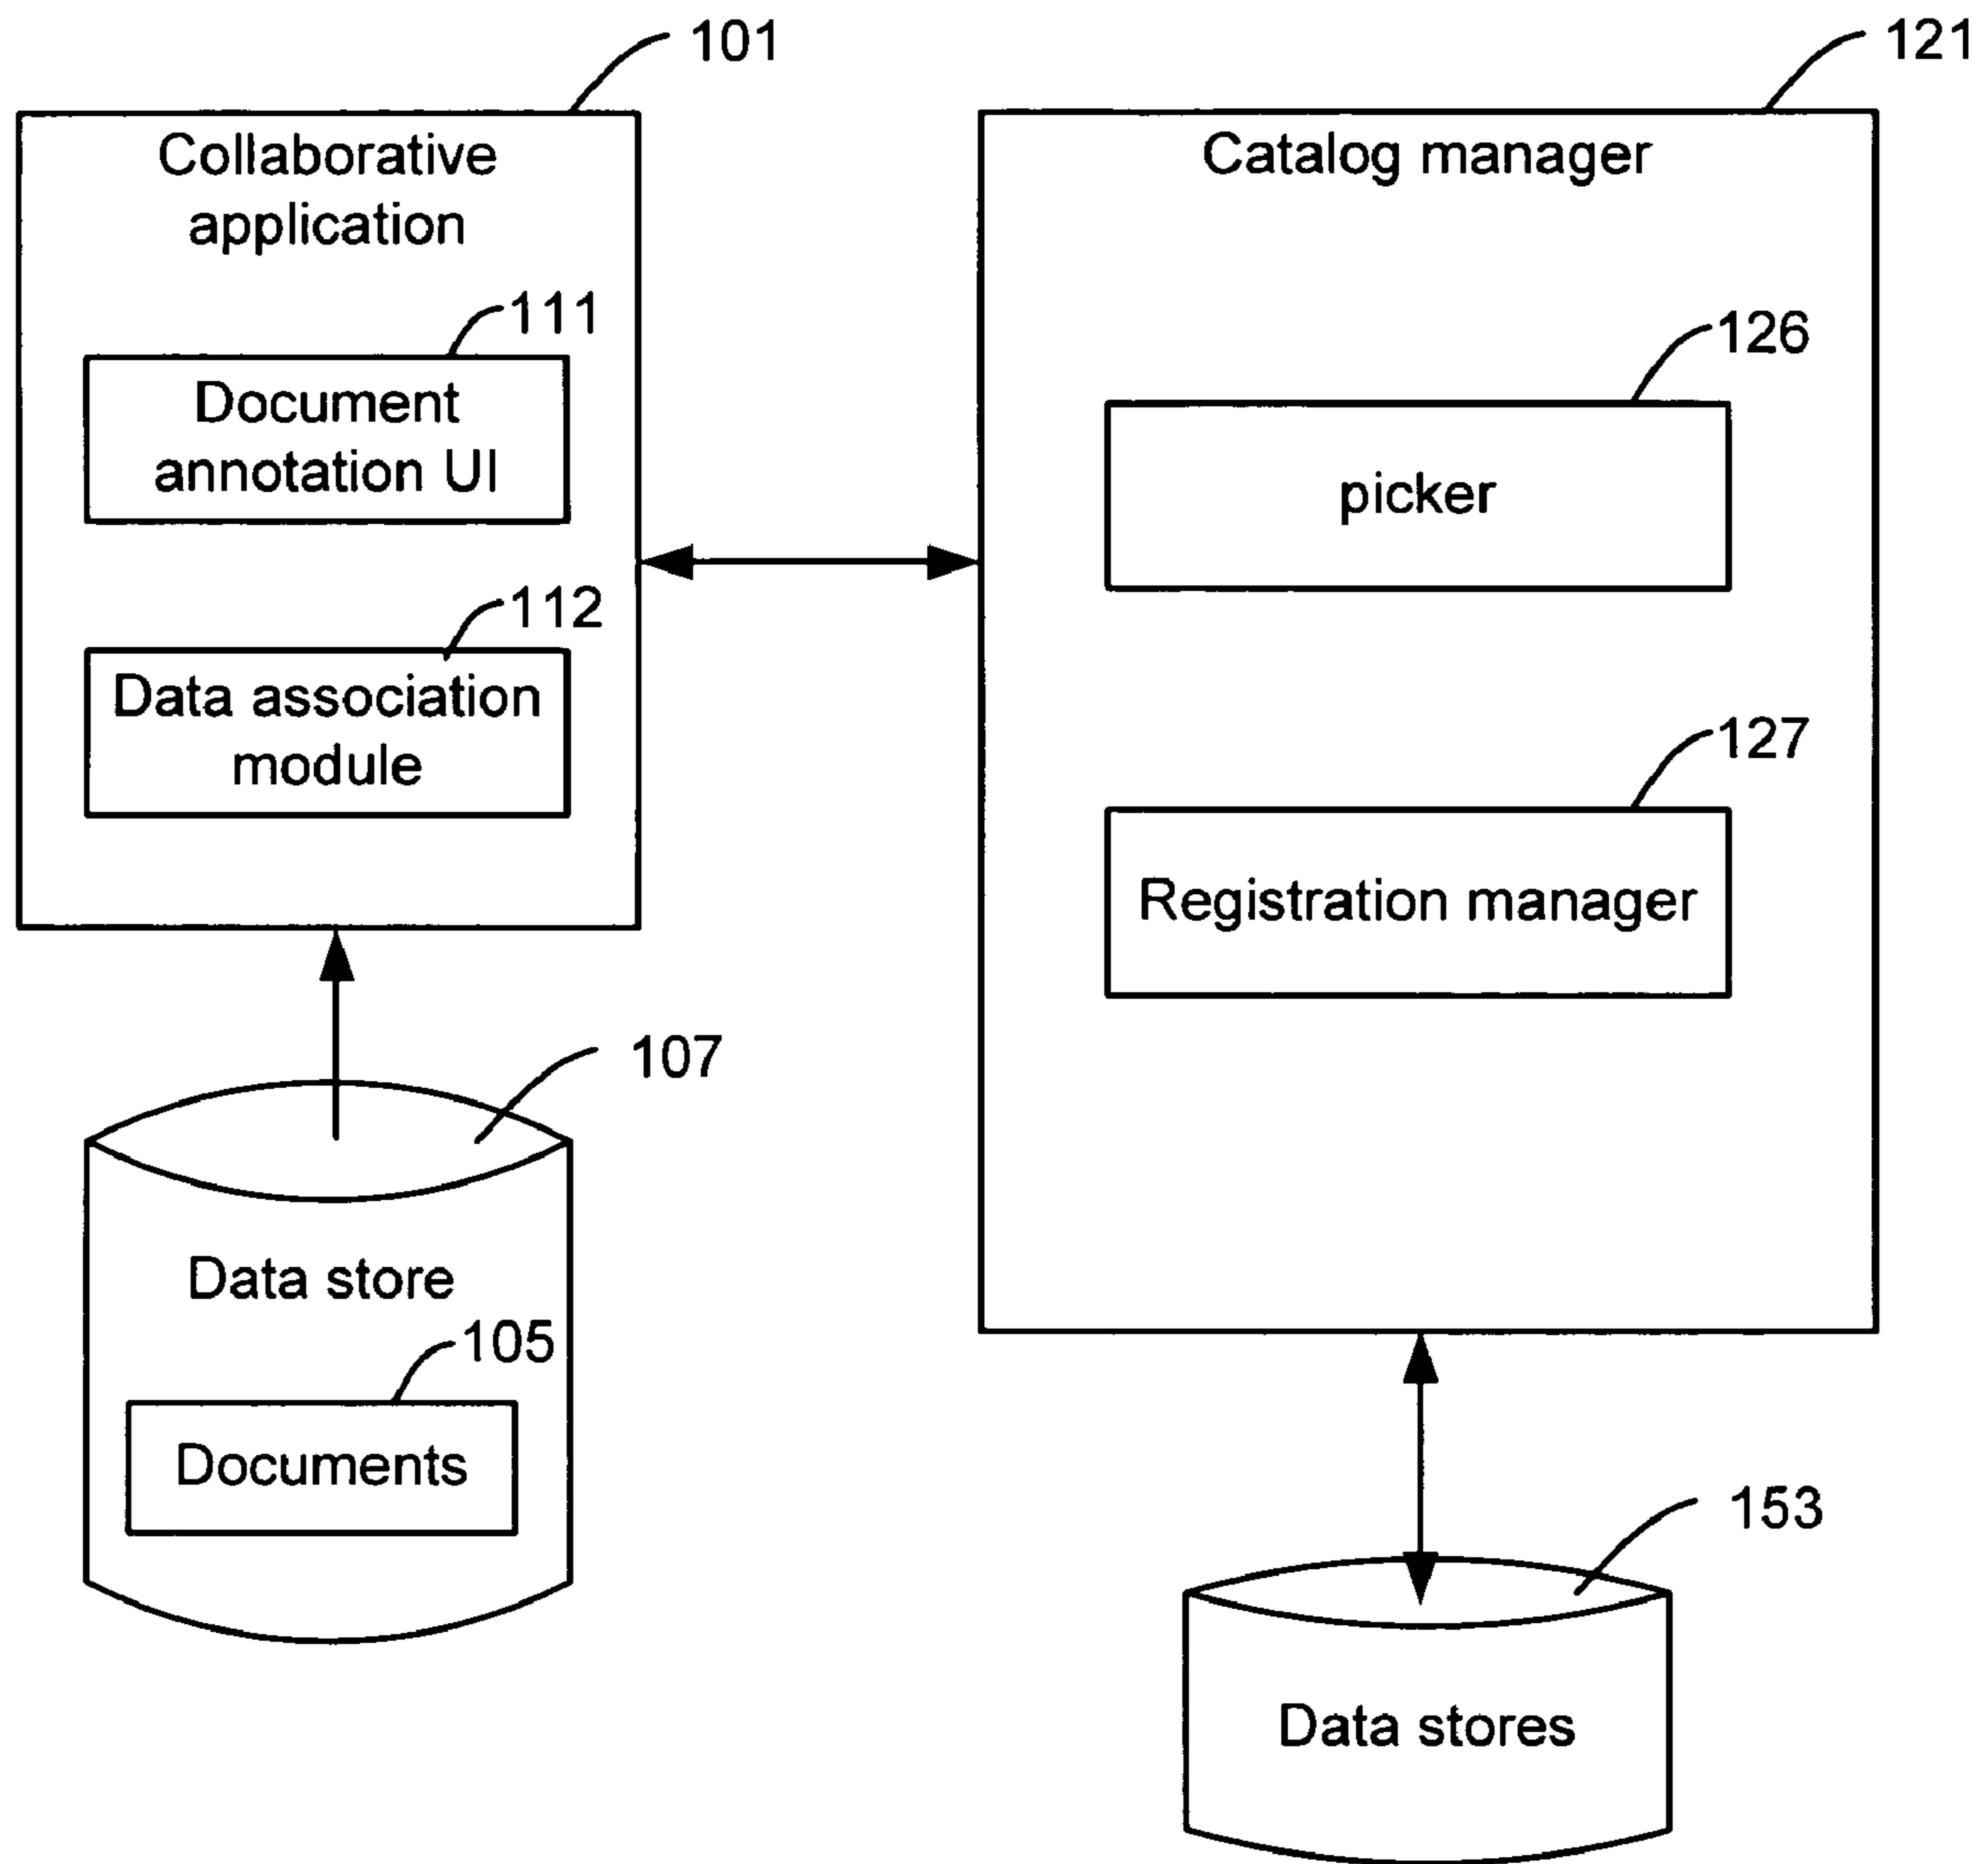 101
Collaborative
application
111
Document
annotation UI
112
Data association
module
107
Data store
105
Documents
121
Catalog manager
126
picker
127
Registration manager
153
Data stores